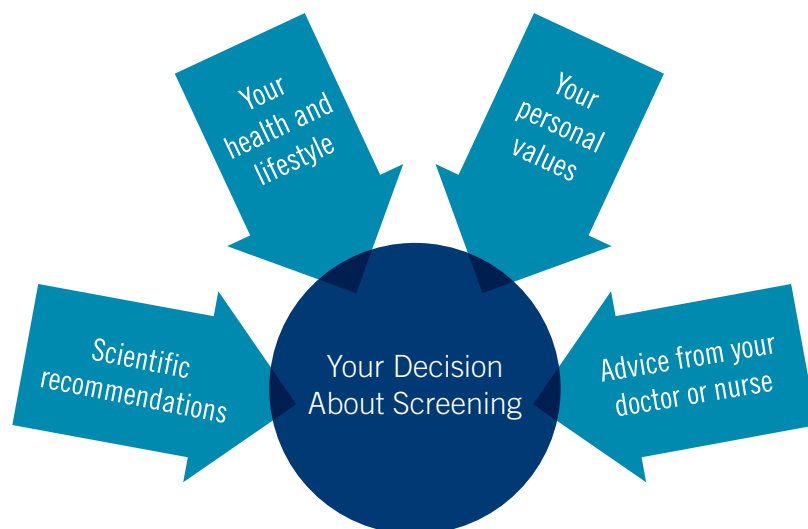 Your
health and
lifestyle
Your
personal
values
Scientific
recommendations
Your Decision
About Screening
Advice from your
doctor or nurse